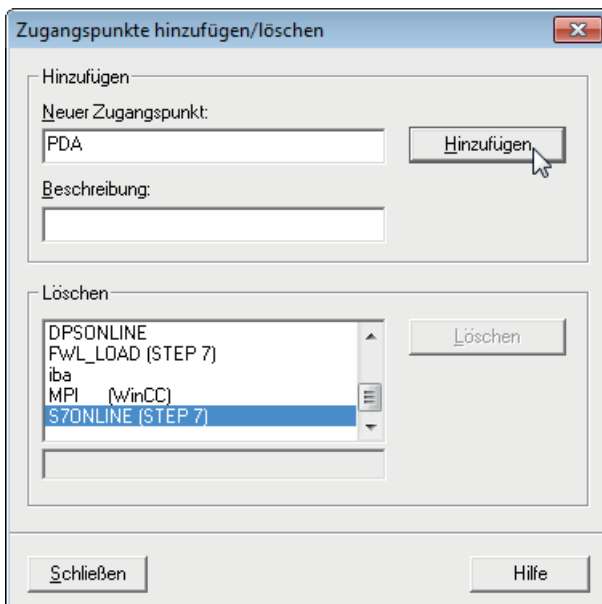 Zugangspunkte hinzufügen/löschen
Hinzufügen
Neuer Zugangspunkt:
PDA
Hinzufügen
Beschreibung:
Löschen
DPSONLINE
FWL_LOAD (STEP 7)
iba
MPI (WinCC)
S7ONLINE (STEP 7)
Löschen
Schließen
Hilfe